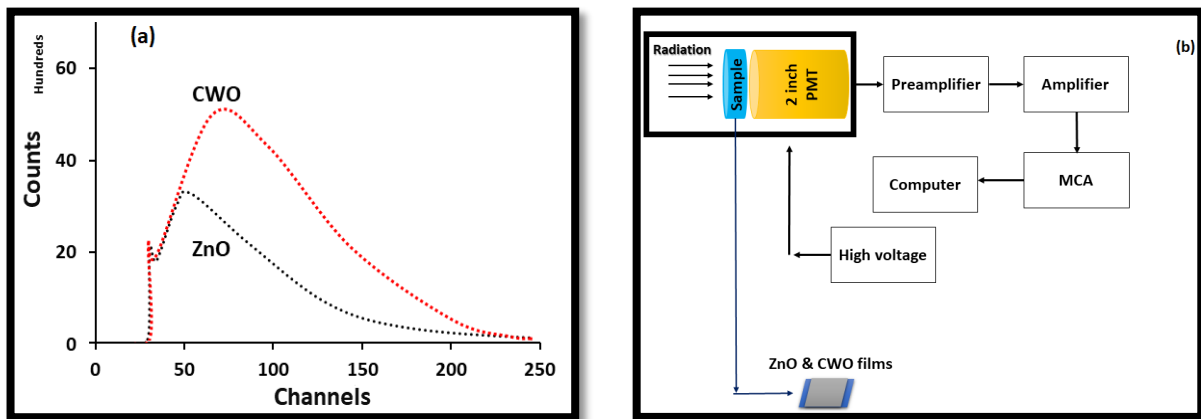 (a)
Hundreds
Counts
60
40
20
0
CWO
ZnO
0 50 100 150 200 250
Channels
(b)
Radiation
Sample
2 inch
PMT
Preamplifier
Amplifier
Computer
MCA
High voltage
ZnO & CWO films